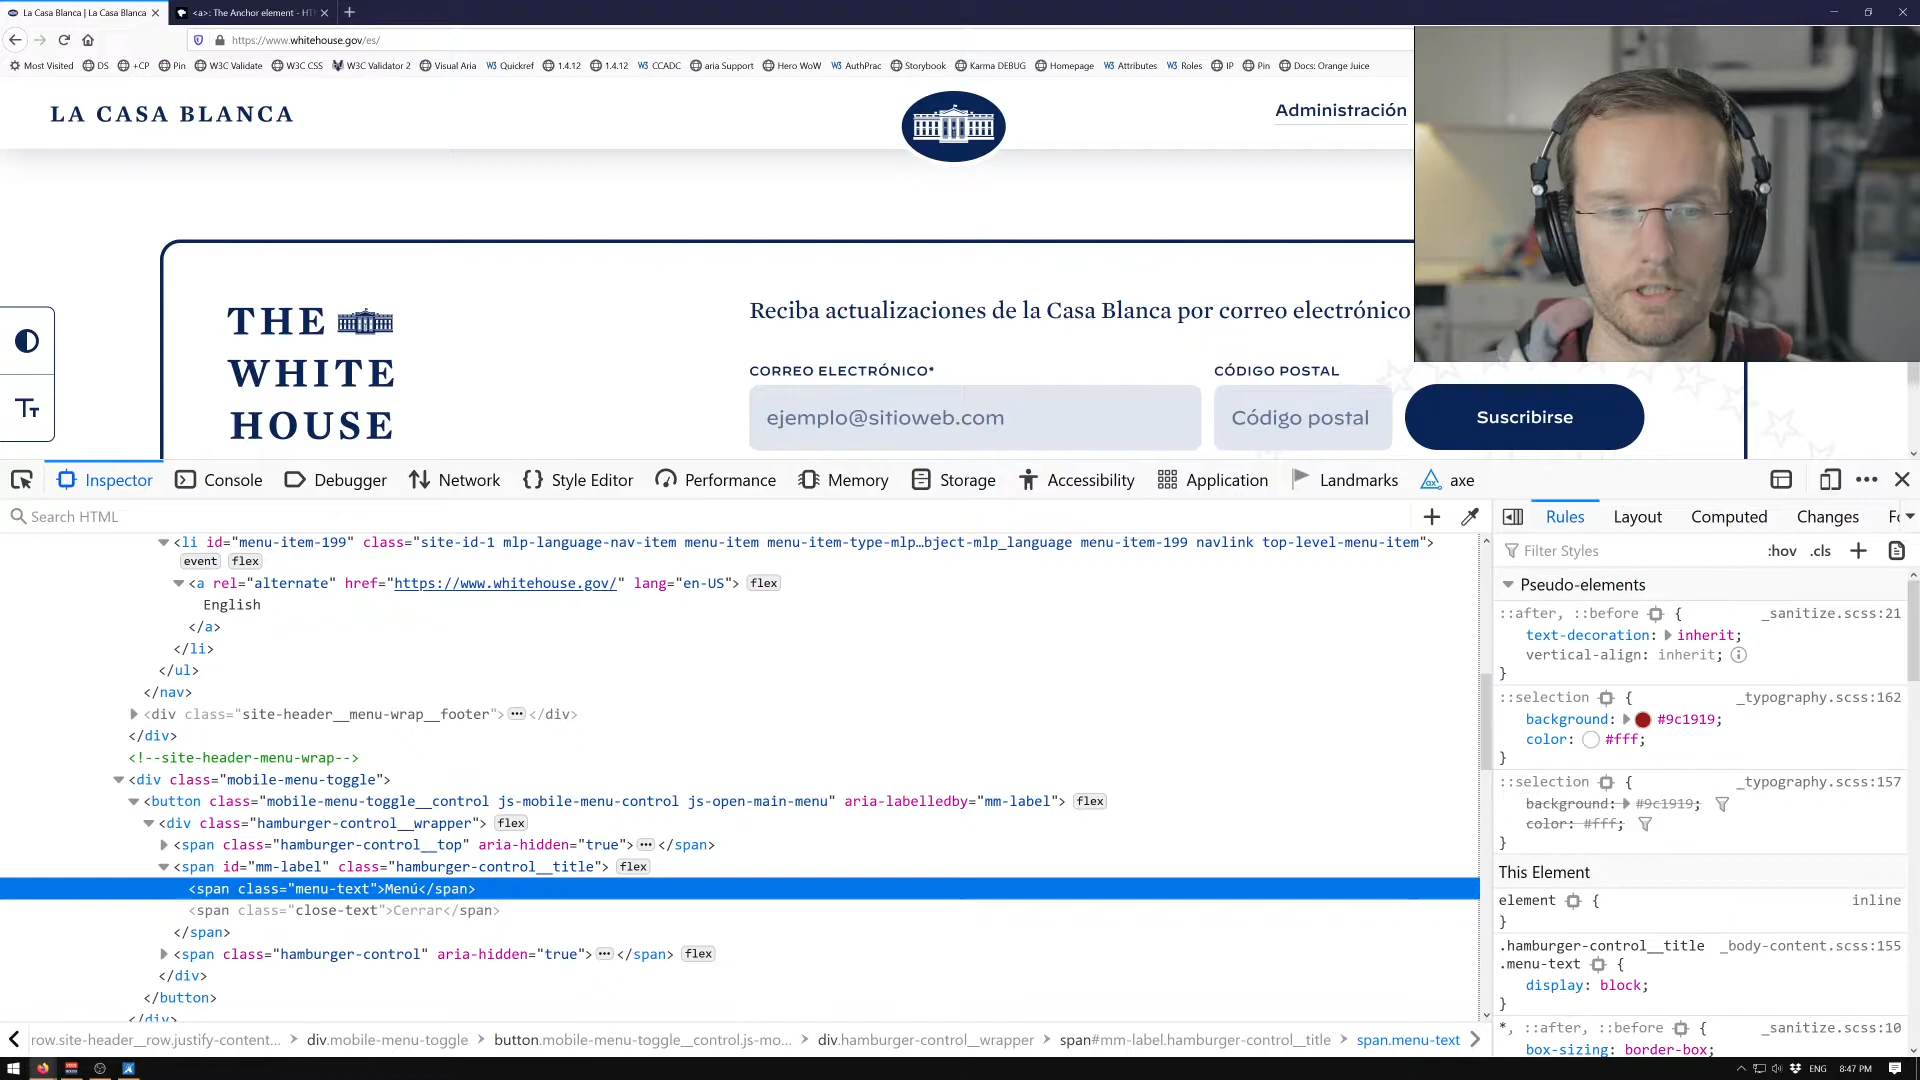 La Casa Blanca | La Casa Blanca
<a>: The Anchor element - HT
https://www.whitehouse.gov/es/
Most Visited DS +CP Pin W3C Validate W3C CSS W3C Validator 2 Visual Aria Quickref 1.4.12 1.4.12 CCADC aria Support Hero WoW AuthPrac Storybook Karma DEBUG Homepage Attributes Roles IP Pin Docs: Orange Juice
LA CASA BLANCA
Administración
THE
WHITE
HOUSE
Reciba actualizaciones de la Casa Blanca por correo electrónico
CORREO ELECTRÓNICO*
CÓDIGO POSTAL
ejemplo@sitioweb.com
Código postal
Suscribirse
Tт
Inspector Console Debugger Network Style Editor Performance Memory Storage Accessibility Application Landmarks axe
Search HTML
<li id="menu-item-199" class="site-id-1 mlp-language-nav-item menu-item menu-item-type-mlp…bject-mlp_language menu-item-199 navlink top-level-menu-item">
event flex
<a rel="alternate" href="https://www.whitehouse.gov/" lang="en-US"> flex
English
</a>
</li>
</ul>
</nav>
<div class="site-header__menu-wrap__footer"> ••• </div>
</div>
<!--site-header-menu-wrap-->
<div class="mobile-menu-toggle">
<button class="mobile-menu-toggle__control js-mobile-menu-control js-open-main-menu" aria-labelledby="mm-label"> flex
<div class="hamburger-control__wrapper"> flex
<span class="hamburger-control__top" aria-hidden="true"> ••• </span>
<span id="mm-label" class="hamburger-control__title"> flex
<span class="menu-text">Menú</span>
<span class="close-text">Cerrar</span>
</span>
<span class="hamburger-control" aria-hidden="true"> ••• </span> flex
</div>
</button>
</div>
row.site-header__row.justify-content… div.mobile-menu-toggle button.mobile-menu-toggle__control.js-mo… div.hamburger-control__wrapper span#mm-label.hamburger-control__title span.menu-text
Rules Layout Computed Changes Fo
Filter Styles :hov .cls +
Pseudo-elements
::after, ::before { _sanitize.scss:21
text-decoration: inherit;
vertical-align: inherit;
}
::selection { _typography.scss:162
background: #9c1919;
color: #fff;
}
::selection { _typography.scss:157
background: #9c1919;
color: #fff;
}
This Element
element { inline
}
.hamburger-control__title _body-content.scss:155
.menu-text {
display: block;
}
*, ::after, ::before { _sanitize.scss:10
box-sizing: border-box;
ENG 8:47 PM